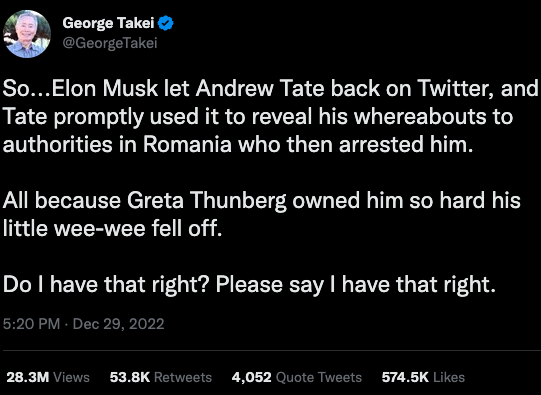 George Takei
@GeorgeTakei
So...Elon Musk let Andrew Tate back on Twitter, and
Tate promptly used it to reveal his whereabouts to
authorities in Romania who then arrested him.
All because Greta Thunberg owned him so hard his
little wee-wee fell off.
Do I have that right? Please say I have that right.
5:20 PM · Dec 29, 2022
28.3M Views 53.8K Retweets 4,052 Quote Tweets 574.5K Likes